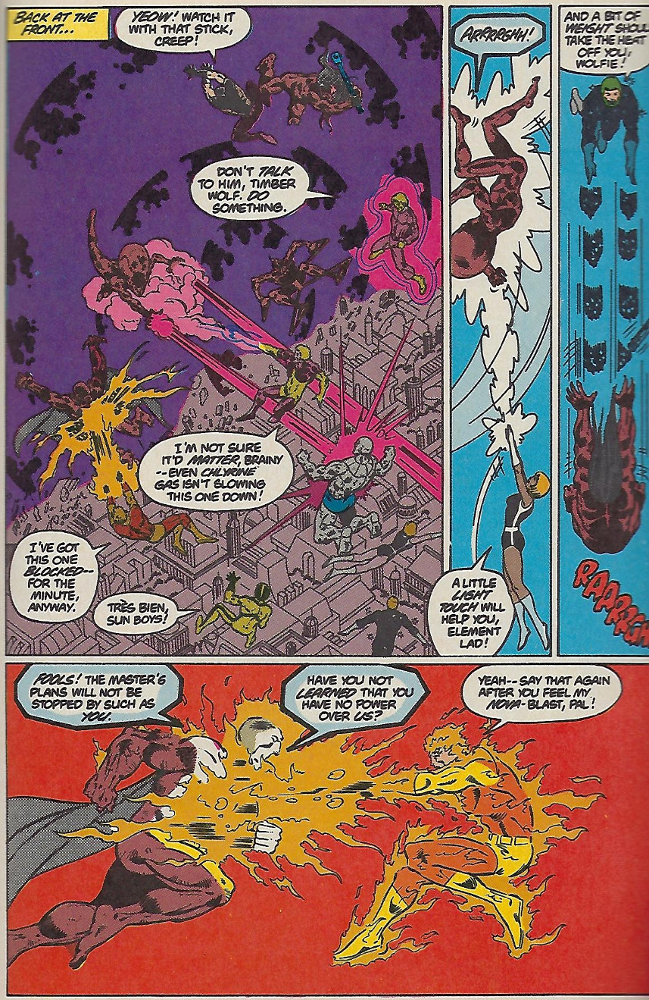 BACK AT THE
FRONT...
YEOW! WATCH IT
WITH THAT STICK,
CREEP!
DON'T TALK
TO HIM, TIMBER
WOLF. DO
SOMETHING.
I'M NOT SURE
IT'D MATTER, BRAINY
--EVEN CHLYRINE
GAS ISN'T SLOWING
THIS ONE DOWN!
I'VE GOT
THIS ONE
BLOCKED--
FOR THE
MINUTE,
ANYWAY.
TRÈS BIEN,
SUN BOYS!
ARRRRGHH!
A LITTLE
LIGHT
TOUCH WILL
HELP YOU,
ELEMENT
LAD!
AND A BIT OF
WEIGHT SHOUL
TAKE THE HEAT
OFF YOU,
WOLFIE!
RAARRGH
FOOLS! THE MASTER'S
PLANS WILL NOT BE
STOPPED BY SUCH AS
YOU.
HAVE YOU NOT
LEARNED THAT YOU
HAVE NO POWER
OVER US?
YEAH-- SAY THAT AGAIN
AFTER YOU FEEL MY
NOVA-BLAST, PAL!